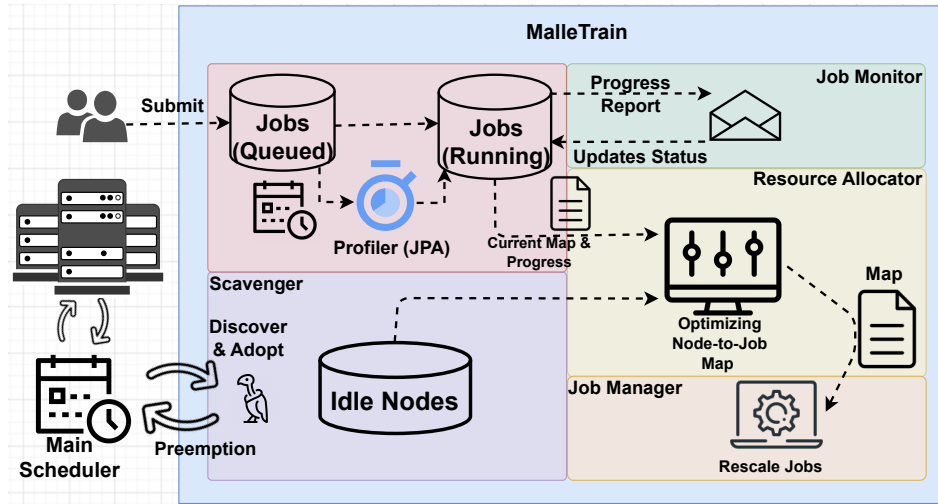 MalleTrain
Job Monitor
Progress
Report
Submit
Jobs
(Queued)
Jobs
(Running)
Updates Status
Resource Allocator
Profiler (JPA)
Current Map &
Progress
Scavenger
Map
Discover
& Adopt
Optimizing
Node-to-Job
Map
Idle Nodes
Job Manager
Main
Scheduler
Preemption
Rescale Jobs